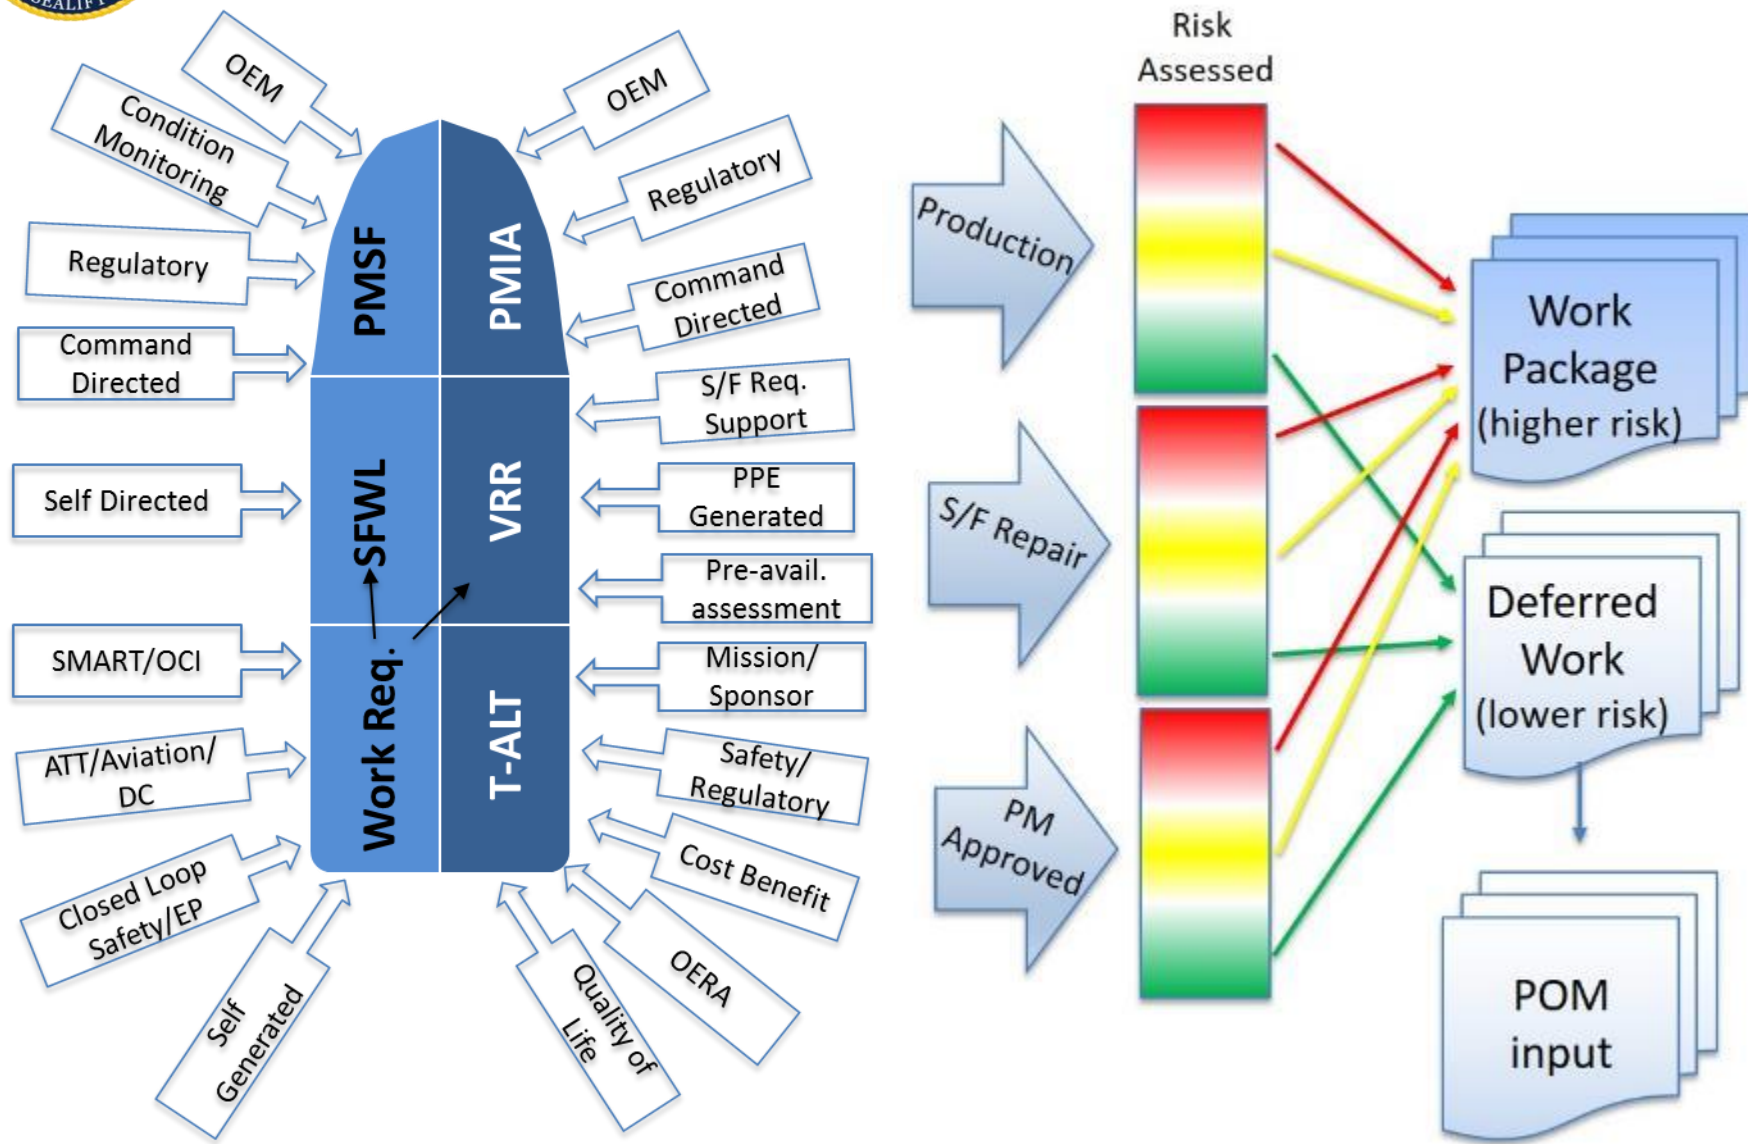 SEALIFT
OEM
Condition
Monitoring
Regulatory
Command
Directed
Self Directed
SMART/OCI
ATT/Aviation/
DC
Closed Loop
Safety/EP
Self
Generated
PMSF
PMIA
SFWL
VRR
Work Req.
T-ALT
OEM
Regulatory
Command
Directed
S/F Req.
Support
PPE
Generated
Pre-avail.
assessment
Mission/
Sponsor
Safety/
Regulatory
Cost Benefit
OERA
Quality of
Life
Risk
Assessed
Production
S/F Repair
PM
Approved
Work
Package
(higher risk)
Deferred
Work
(lower risk)
POM
input